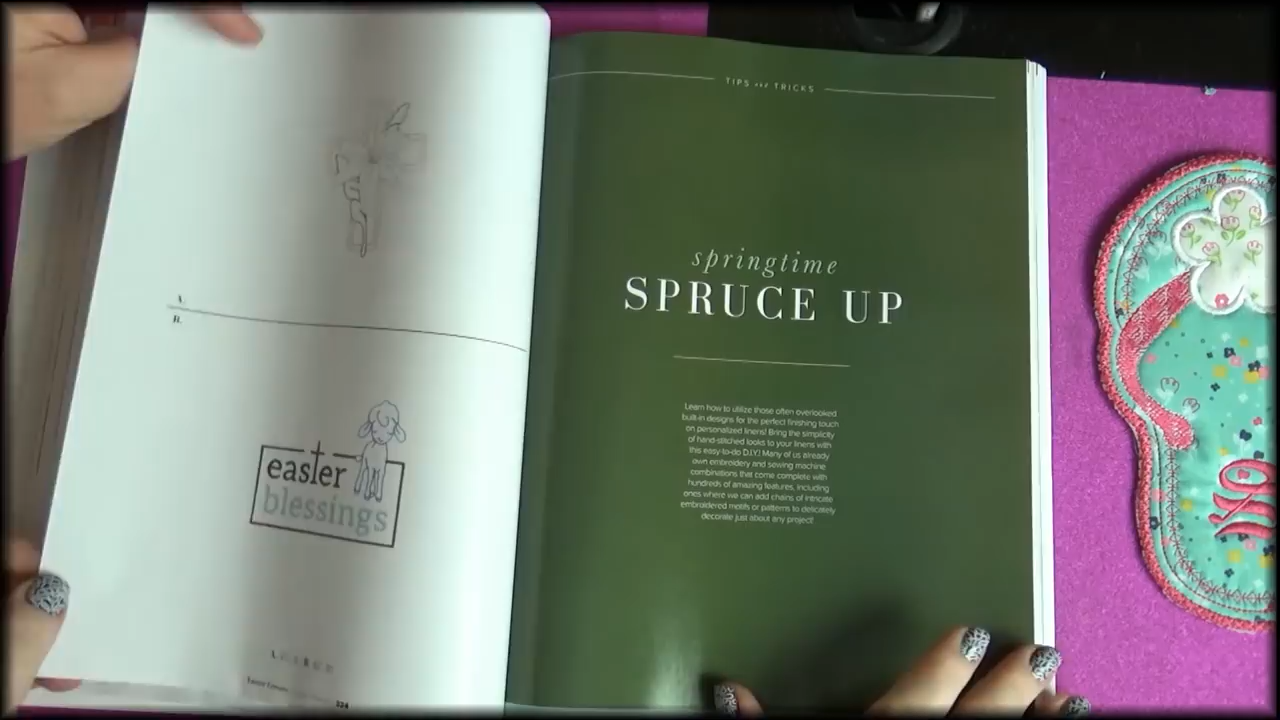 A.
B.
easter
blessings
224
TIPS and TRICKS
springtime
SPRUCE UP
Learn how to utilize those often overlooked
built-in designs for the perfect finishing touch
on personalized linens! Bring the simplicity
of hand-stitched looks to your linens with
this easy-to-do D.I.Y.! Many of us already
own embroidery and sewing machine
combinations that come complete with
hundreds of amazing features, including
ones where we can add chains of intricate
embroidered motifs or patterns to delicately
decorate just about any project!